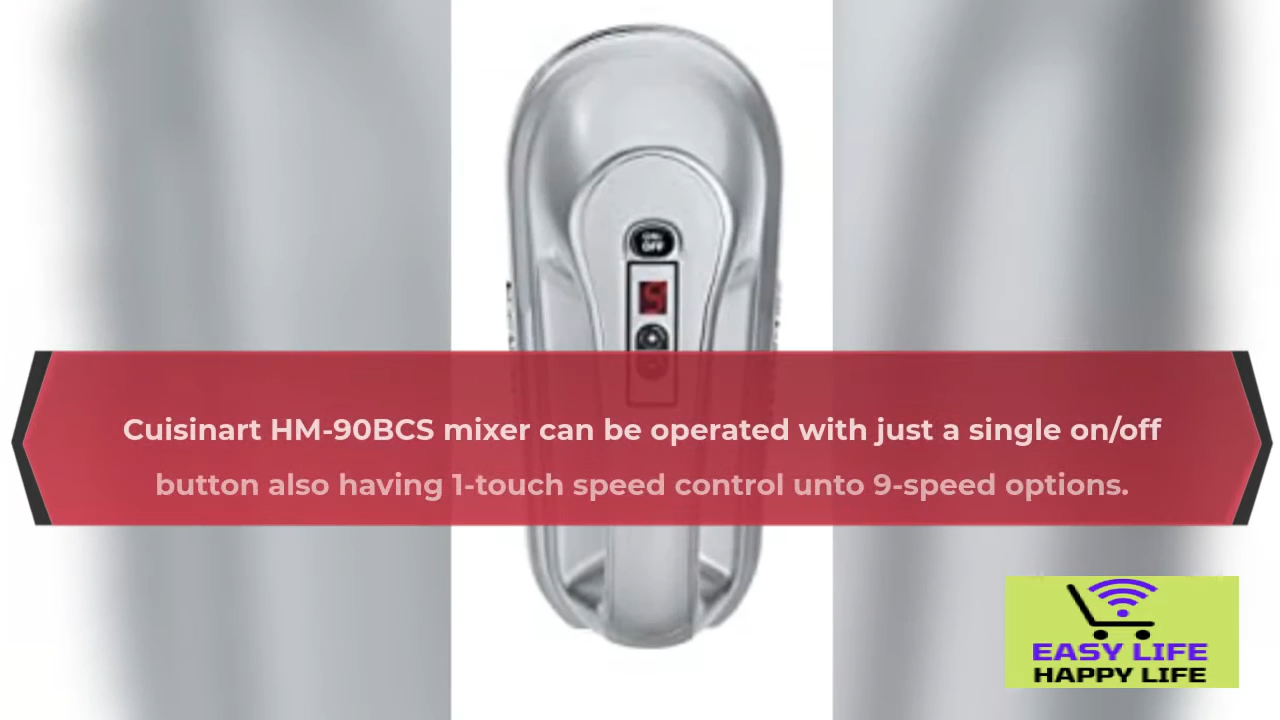 OFF
Cuisinart HM-90BCS mixer can be operated with just a single on/off
button also having 1-touch speed control unto 9-speed options.
EASY LIFE
HAPPY LIFE